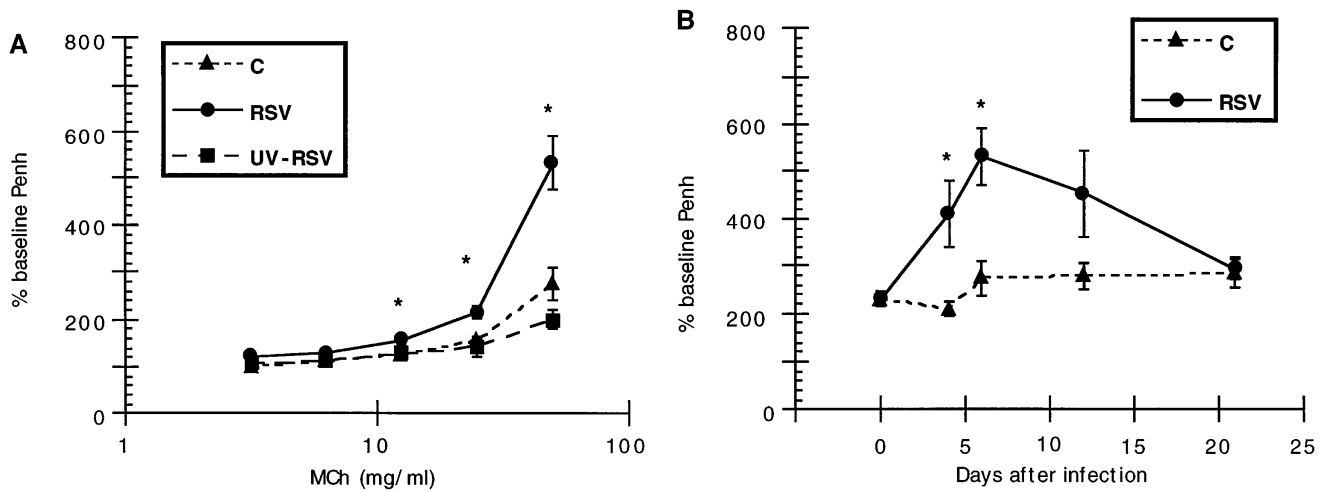 A
800
600
400
200
0
% baseline Penh
C
RSV
UV-RSV
*
*
*
1
10
100
MCh (mg/ml)
B
800
600
400
200
0
% baseline Penh
C
RSV
*
*
0
5
10
15
20
25
Days after infection